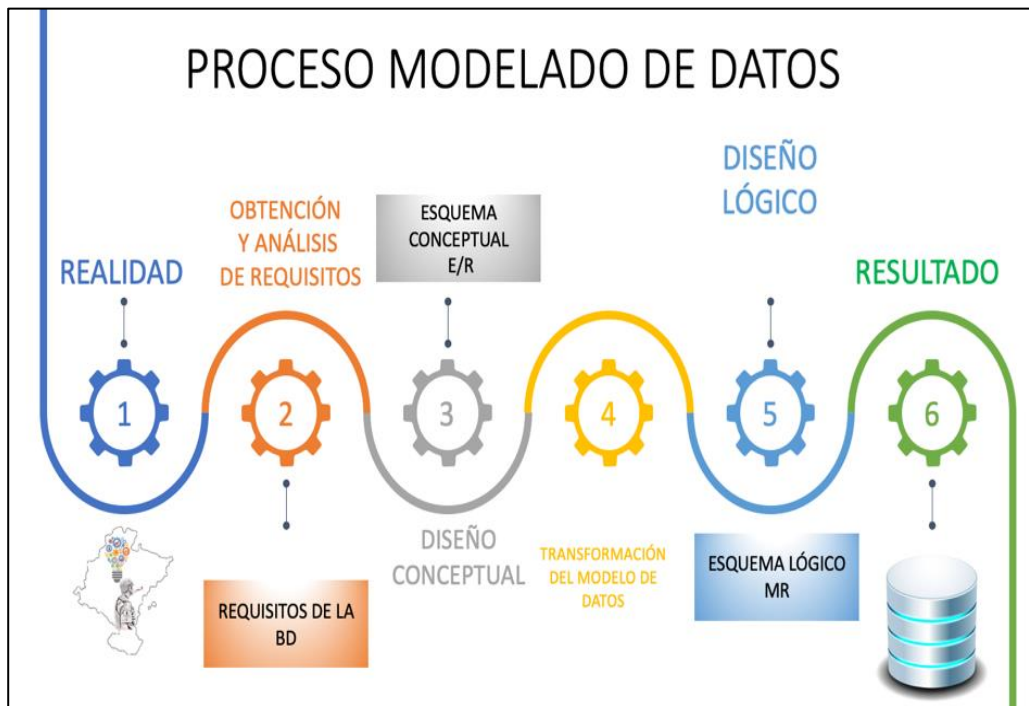 PROCESO MODELADO DE DATOS
REALIDAD
1
OBTENCIÓN
Y ANÁLISIS
DE REQUISITOS
2
REQUISITOS DE LA
BD
ESQUEMA
CONCEPTUAL
E/R
3
DISEÑO
CONCEPTUAL
4
TRANSFORMACIÓN
DEL MODELO DE
DATOS
DISEÑO
LÓGICO
5
ESQUEMA LÓGICO
MR
RESULTADO
6